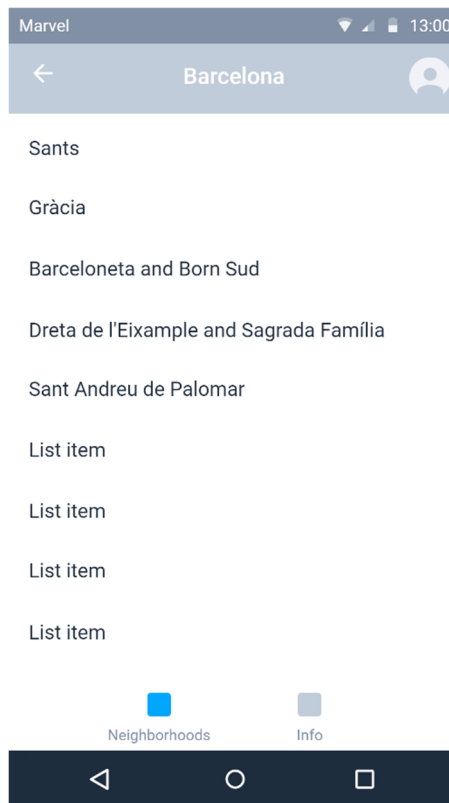 Marvel 13:00
Barcelona
Sants
Gràcia
Barceloneta and Born Sud
Dreta de l'Eixample and Sagrada Família
Sant Andreu de Palomar
List item
List item
List item
List item
Neighborhoods Info